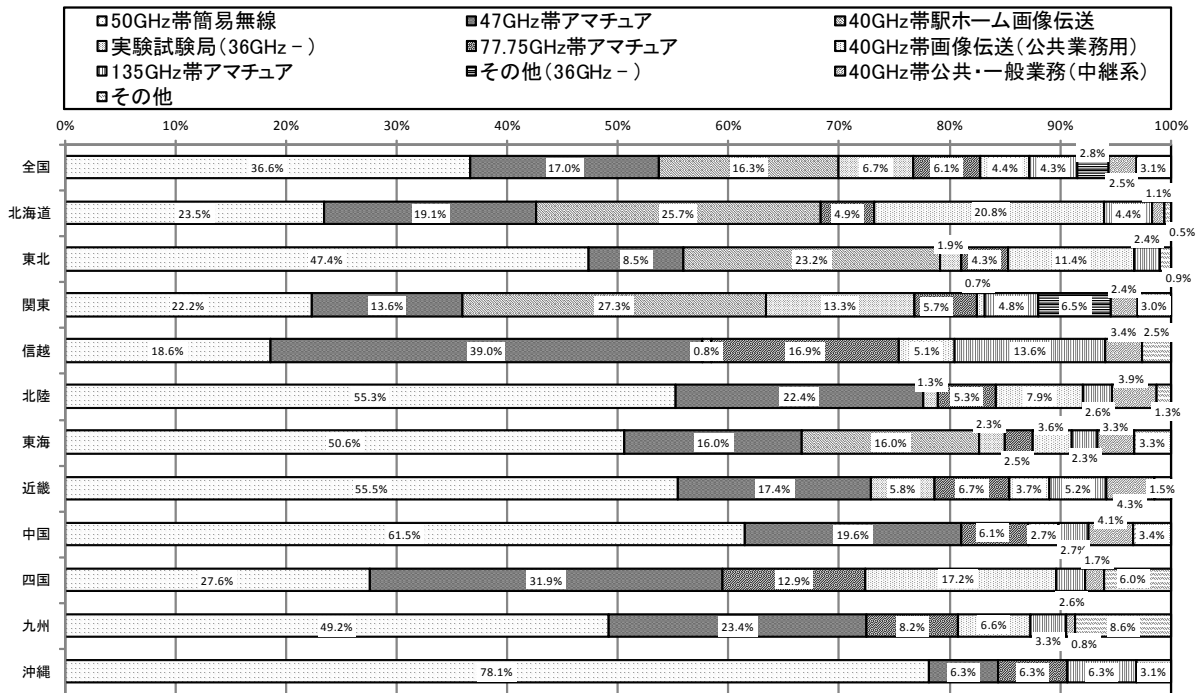 50GHz帯簡易無線 47GHz帯アマチュア 40GHz帯駅ホーム画像伝送
実験試験局(36GHz－) 77.75GHz帯アマチュア 40GHz帯画像伝送(公共業務用)
135GHz帯アマチュア その他(36GHz－) 40GHz帯公共・一般業務(中継系)
その他
0% 10% 20% 30% 40% 50% 60% 70% 80% 90% 100%
全国 36.6% 17.0% 16.3% 6.7% 6.1% 4.4% 4.3% 2.8% 2.5% 3.1%
北海道 23.5% 19.1% 25.7% 4.9% 20.8% 4.4% 1.1% 0.5%
東北 47.4% 8.5% 23.2% 1.9% 4.3% 11.4% 2.4% 0.9%
関東 22.2% 13.6% 27.3% 13.3% 5.7% 0.7% 4.8% 6.5% 2.4% 3.0%
信越 18.6% 39.0% 0.8% 16.9% 5.1% 13.6% 3.4% 2.5%
北陸 55.3% 22.4% 1.3% 5.3% 7.9% 2.6% 3.9% 1.3%
東海 50.6% 16.0% 16.0% 2.3% 2.5% 3.6% 2.3% 3.3% 3.3%
近畿 55.5% 17.4% 5.8% 6.7% 3.7% 5.2% 4.3% 1.5%
中国 61.5% 19.6% 6.1% 2.7% 2.7% 4.1% 3.4%
四国 27.6% 31.9% 12.9% 17.2% 2.6% 1.7% 6.0%
九州 49.2% 23.4% 8.2% 6.6% 3.3% 0.8% 8.6%
沖縄 78.1% 6.3% 6.3% 6.3% 3.1%